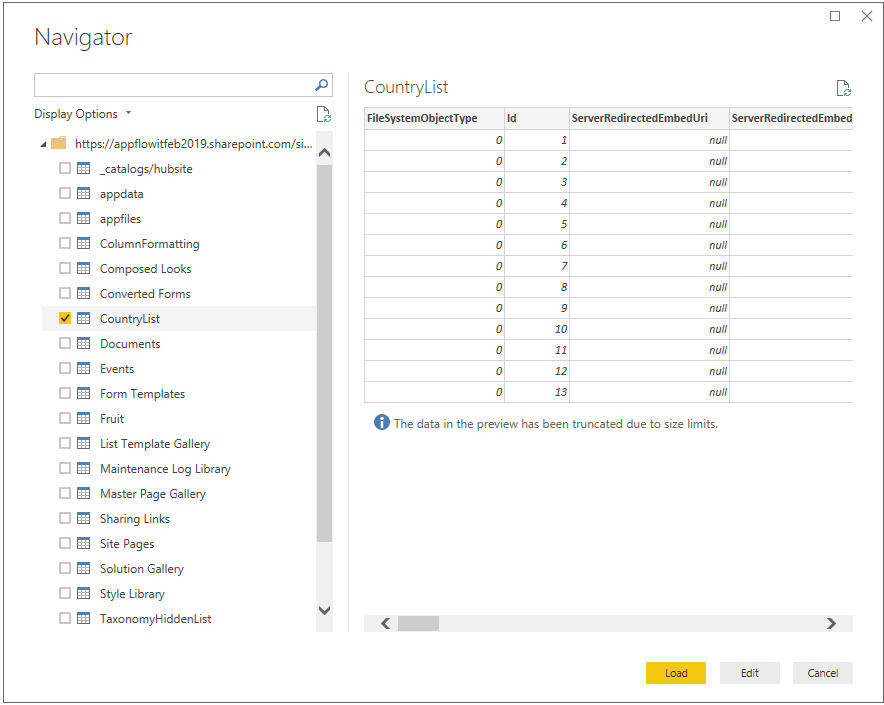 Navigator
Display Options
https://appflowitfeb2019.sharepoint.com/si...
_catalogs/hubsite
appdata
appfiles
ColumnFormatting
Composed Looks
Converted Forms
CountryList
Documents
Events
Form Templates
Fruit
List Template Gallery
Maintenance Log Library
Master Page Gallery
Sharing Links
Site Pages
Solution Gallery
Style Library
TaxonomyHiddenList
CountryList
FileSystemObjectType Id ServerRedirectedEmbedUri ServerRedirectedEmbed
0 1 null
0 2 null
0 3 null
0 4 null
0 5 null
0 6 null
0 7 null
0 8 null
0 9 null
0 10 null
0 11 null
0 12 null
0 13 null
The data in the preview has been truncated due to size limits.
Load Edit Cancel